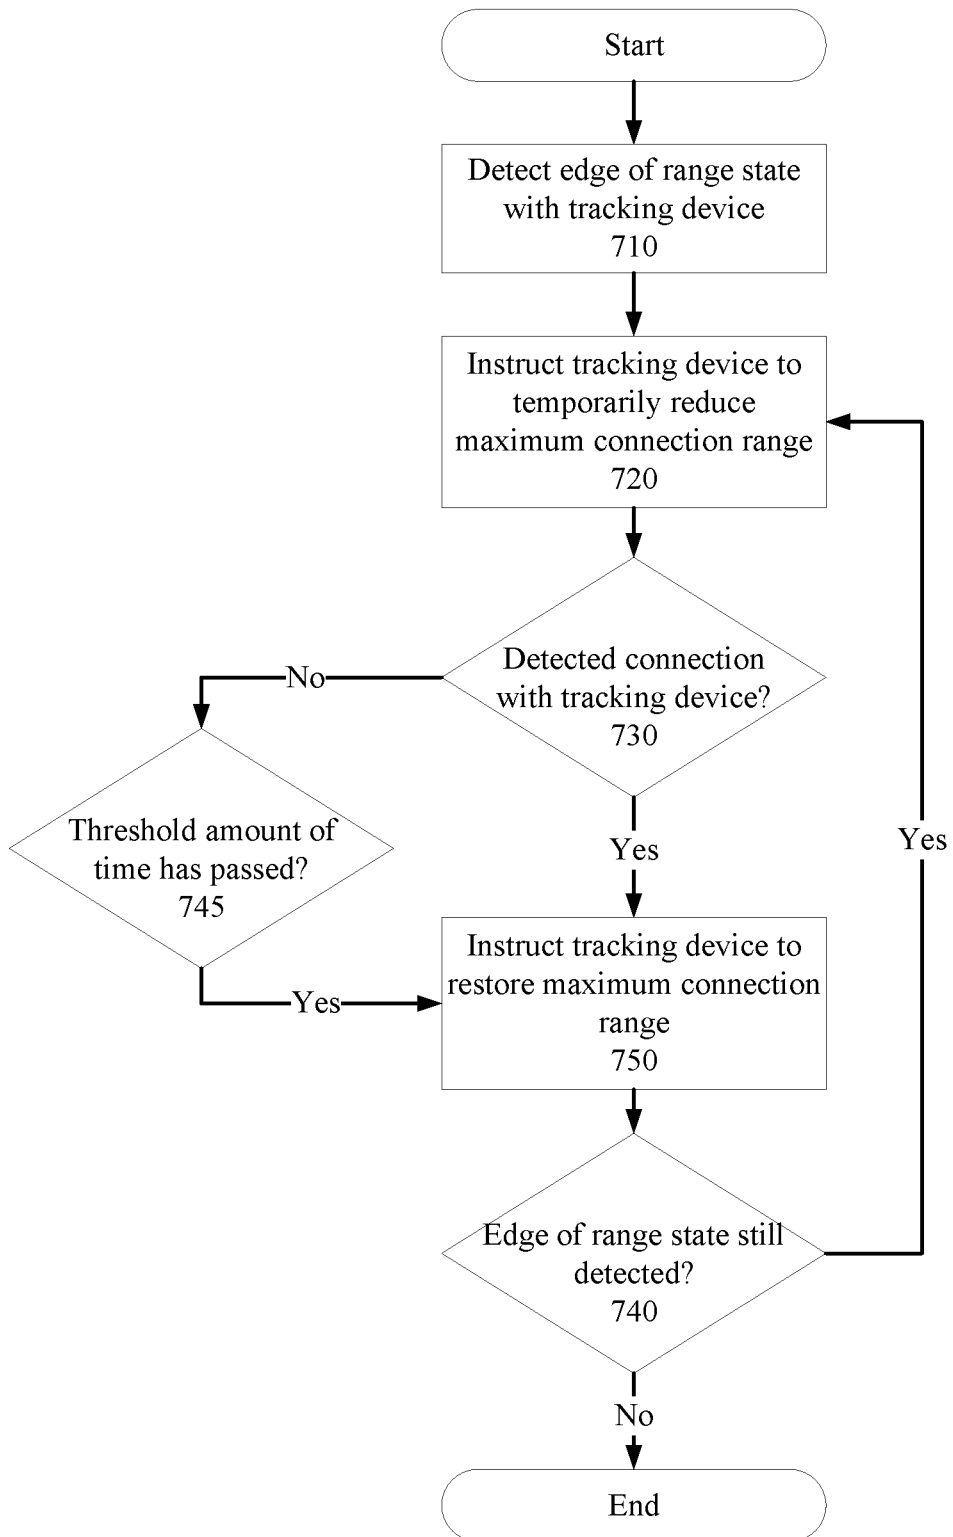 Start
Detect edge of range state
with tracking device
710
Instruct tracking device to
temporarily reduce
maximum connection range
720
Detected connection
with tracking device?
730
No
Threshold amount of
time has passed?
745
Yes
Yes
Yes
Instruct tracking device to
restore maximum connection
range
750
Edge of range state still
detected?
740
No
End